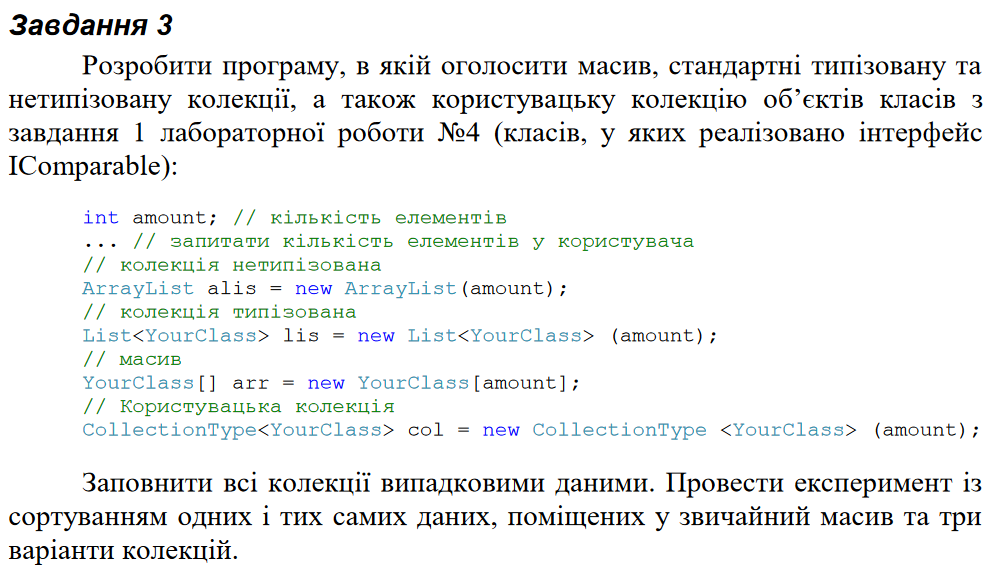 Завдання 3
Розробити програму, в якій оголосити масив, стандартні типізовану та
нетипізовану колекції, а також користувацьку колекцію об’єктів класів з
завдання 1 лабораторної роботи №4 (класів, у яких реалізовано інтерфейс
IComparable):
int amount; // кількість елементів
... // запитати кількість елементів у користувача
// колекція нетипізована
ArrayList alis = new ArrayList(amount);
// колекція типізована
List<YourClass> lis = new List<YourClass> (amount);
// масив
YourClass[] arr = new YourClass[amount];
// Користувацька колекція
CollectionType<YourClass> col = new CollectionType <YourClass> (amount);
Заповнити всі колекції випадковими даними. Провести експеримент із
сортуванням одних і тих самих даних, поміщених у звичайний масив та три
варіанти колекцій.